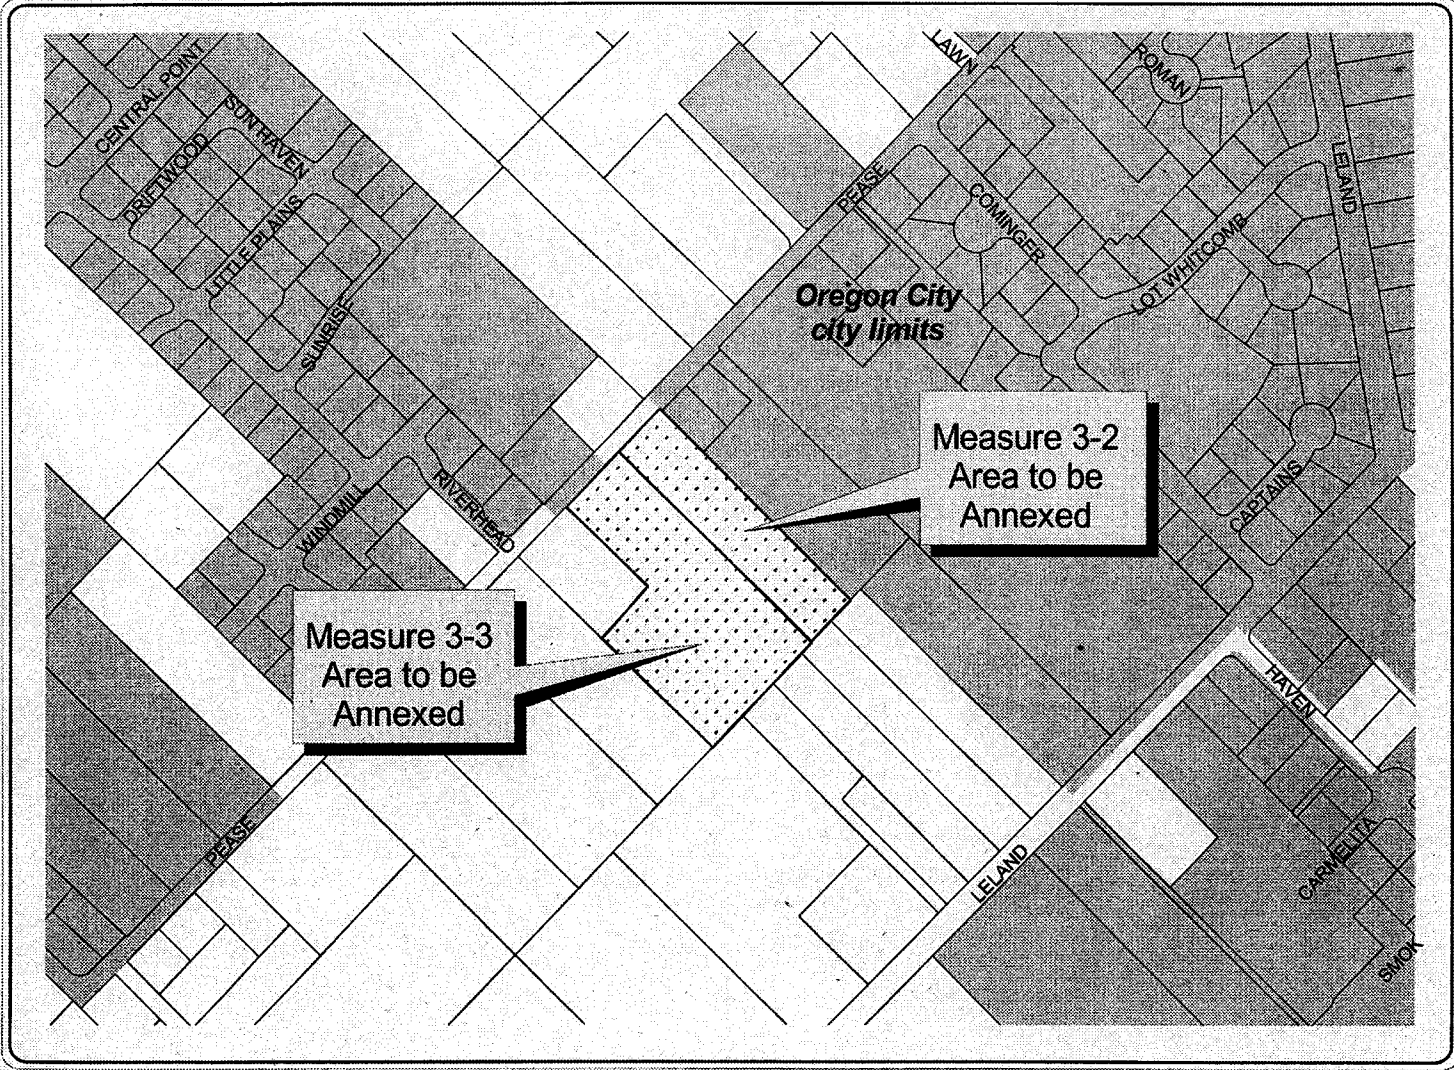 CENTRAL POINT
SUNHAVEN
DRIFTWOOD
LITTLE PLAINS
SUNRISE
LAWN
ROMAN
LELAND
PEASE
COMINGER
LOT WHITCOMB
Oregon City
city limits
Measure 3-2
Area to be
Annexed
CAPTAINS
WINDMILL
RIVERHEAD
Measure 3-3
Area to be
Annexed
HAVEN
PEASE
LELAND
CARMELITA
SMOK